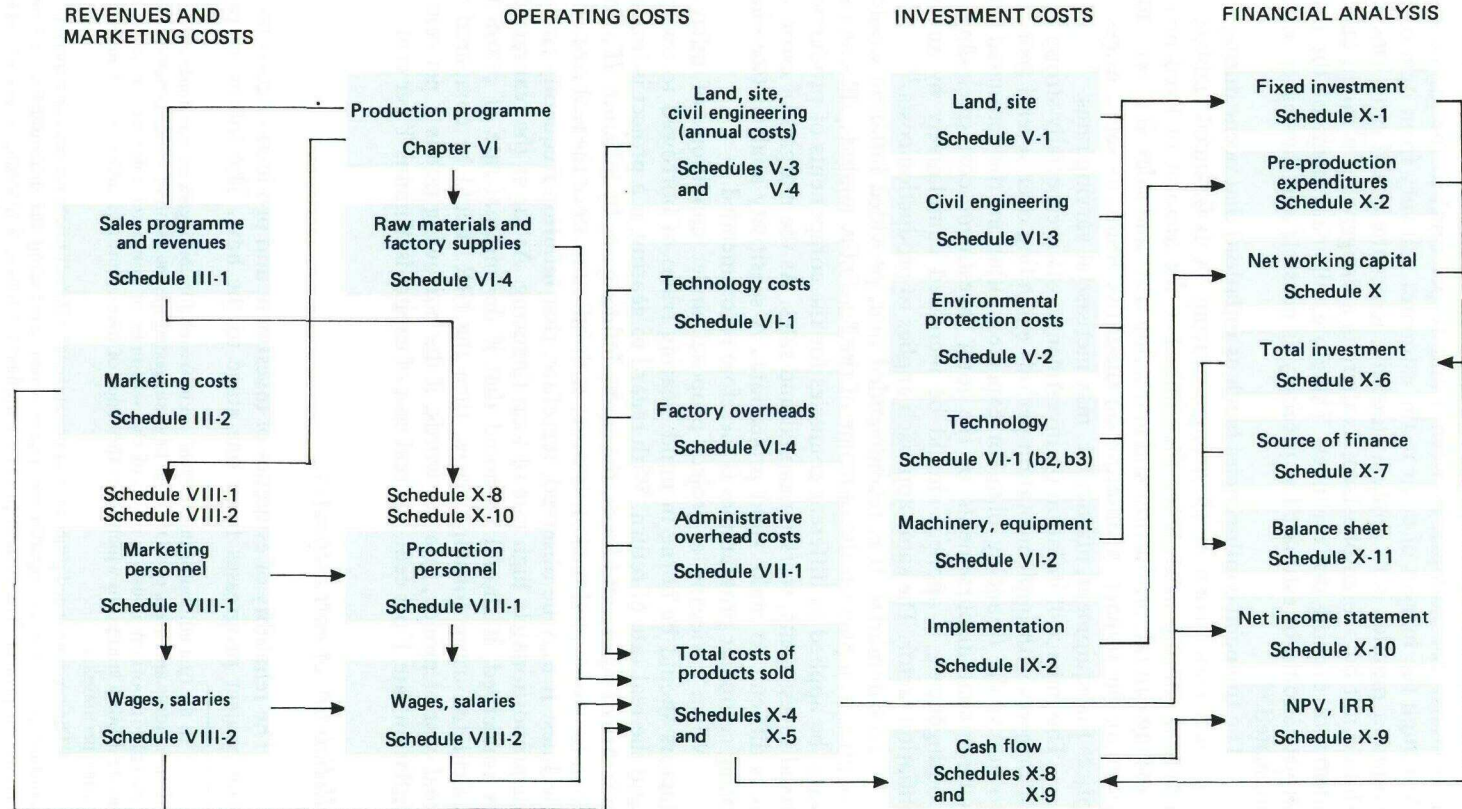 REVENUES AND
MARKETING COSTS
OPERATING COSTS
INVESTMENT COSTS
FINANCIAL ANALYSIS
Production programme
Chapter VI
Sales programme
and revenues
Schedule III-1
Raw materials and
factory supplies
Schedule VI-4
Marketing costs
Schedule III-2
Schedule VIII-1
Schedule VIII-2
Schedule X-8
Schedule X-10
Marketing
personnel
Schedule VIII-1
Production
personnel
Schedule VIII-1
Wages, salaries
Schedule VIII-2
Wages, salaries
Schedule VIII-2
Land, site,
civil engineering
(annual costs)
Schedules V-3
and V-4
Technology costs
Schedule VI-1
Factory overheads
Schedule VI-4
Administrative
overhead costs
Schedule VII-1
Total costs of
products sold
Schedules X-4
and X-5
Land, site
Schedule V-1
Civil engineering
Schedule VI-3
Environmental
protection costs
Schedule V-2
Technology
Schedule VI-1 (b2, b3)
Machinery, equipment
Schedule VI-2
Implementation
Schedule IX-2
Cash flow
Schedules X-8
and X-9
Fixed investment
Schedule X-1
Pre-production
expenditures
Schedule X-2
Net working capital
Schedule X
Total investment
Schedule X-6
Source of finance
Schedule X-7
Balance sheet
Schedule X-11
Net income statement
Schedule X-10
NPV, IRR
Schedule X-9